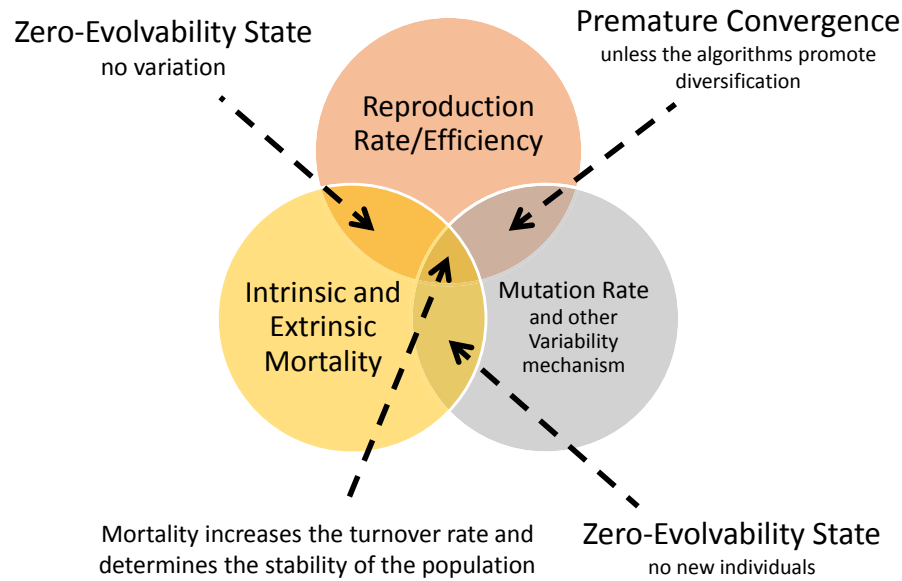 Zero-Evolvability State
no variation
Premature Convergence
unless the algorithms promote
diversification
Reproduction
Rate/Efficiency
Intrinsic and
Extrinsic
Mortality
Mutation Rate
and other
Variability
mechanism
Mortality increases the turnover rate and
determines the stability of the population
Zero-Evolvability State
no new individuals